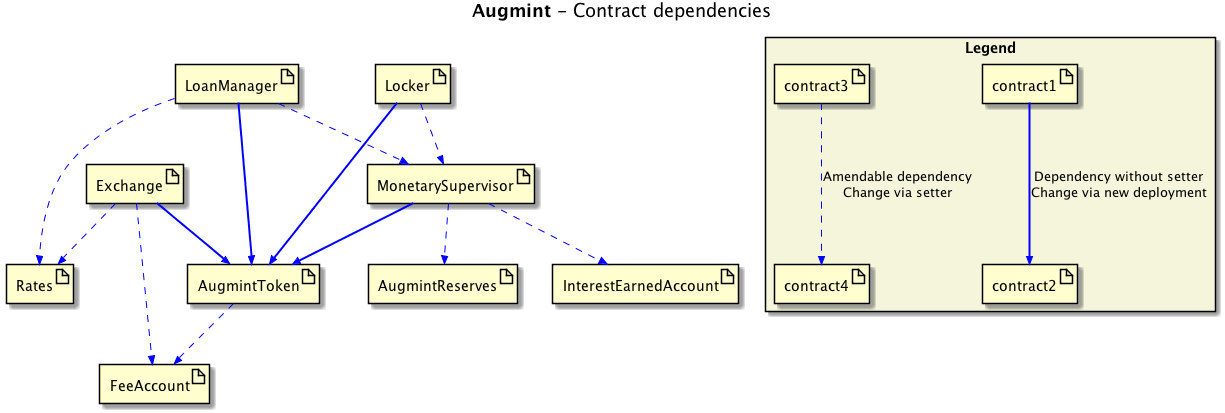 Augmint – Contract dependencies
Legend
LoanManager
Locker
contract3
contract1
Exchange
MonetarySupervisor
Amendable dependency
Change via setter
Dependency without setter
Change via new deployment
Rates
AugmintToken
AugmintReserves
InterestEarnedAccount
contract4
contract2
FeeAccount